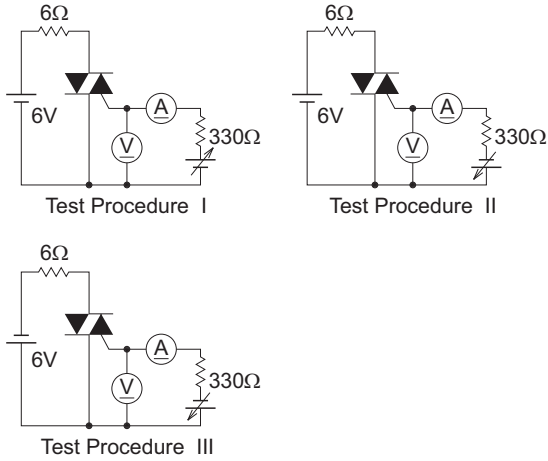 6Ω
A
6V
330Ω
V
Test Procedure I
6Ω
A
6V
330Ω
V
Test Procedure II
6Ω
A
6V
330Ω
V
Test Procedure III